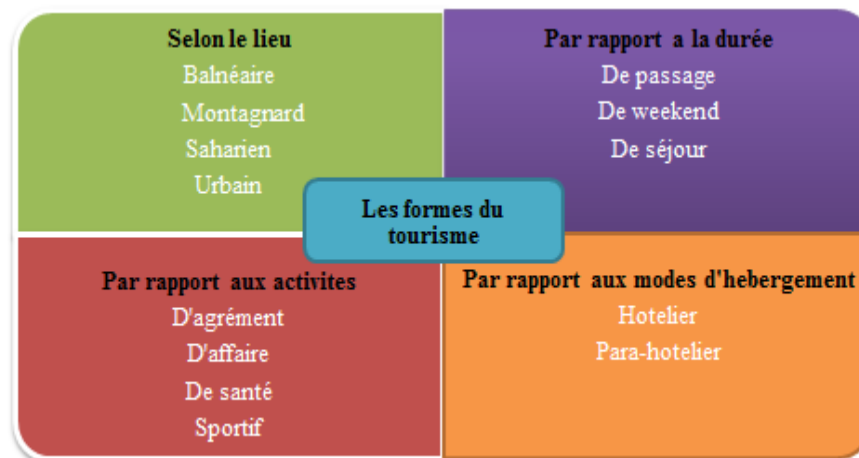 Selon le lieu
Balnéaire
Montagnard
Saharien
Urbain
Par rapport a la durée
De passage
De weekend
De séjour
Les formes du
tourisme
Par rapport aux activites
D'agrément
D'affaire
De santé
Sportif
Par rapport aux modes d'hebergement
Hotelier
Para-hotelier